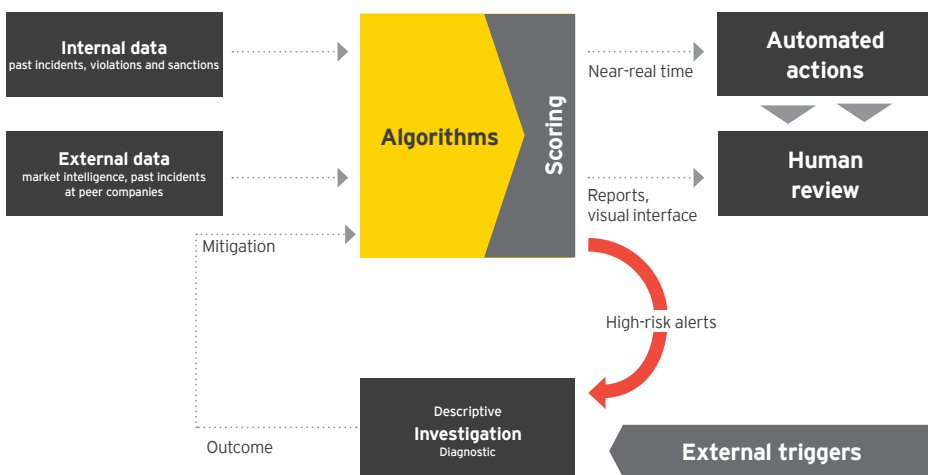 Internal data
past incidents, violations and sanctions
External data
market intelligence, past incidents
at peer companies
Mitigation
Algorithms
Scoring
Near-real time
Automated
actions
Human
review
Reports,
visual interface
High-risk alerts
Descriptive
Investigation
Diagnostic
Outcome
External triggers